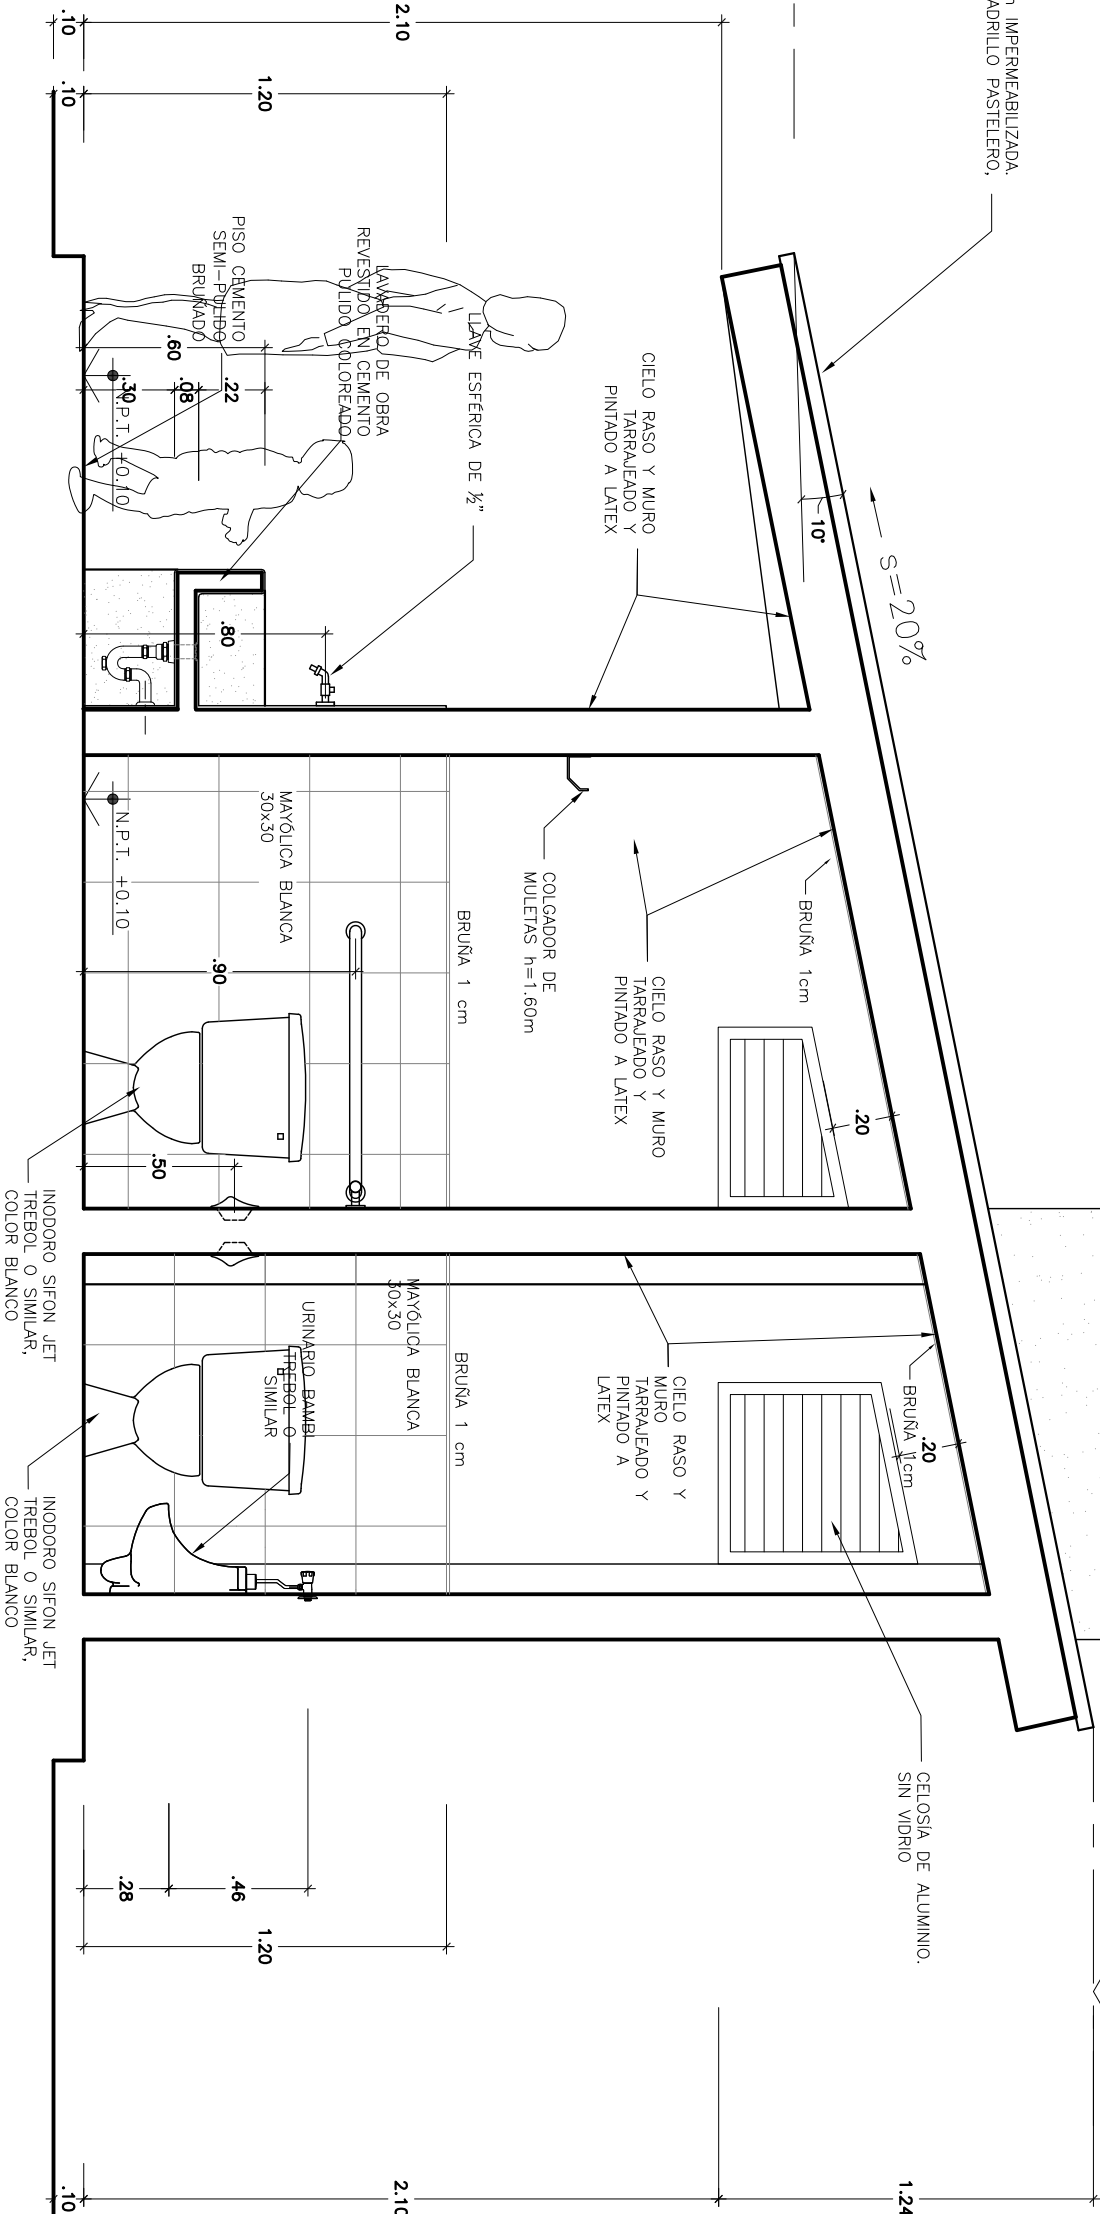 IMPERMEABILIZADA.
PASTELERO,
S=20%
10°
2.10
.10
1.20
.10
PISO CEMENTO
SEMI-PULIDO
BRUÑADO
LAVADERO DE OBRA
REVESTIDO EN CEMENTO
PULIDO COLOREADO
LLAVE ESFÉRICA DE ½"
CIELO RASO Y MURO
TARRAJEADO Y
PINTADO A LATEX
.60
.22
.08
.30
N.P.T. +0.10
.80
MAYÓLICA BLANCA
30x30
N.P.T. +0.10
BRUÑA 1 cm
COLGADOR DE
MULETAS h=1.60m
BRUÑA 1cm
CIELO RASO Y MURO
TARRAJEADO Y
PINTADO A LATEX
.20
.90
.50
INODORO SIFON JET
TREBOL O SIMILAR,
COLOR BLANCO
MAYÓLICA BLANCA
30x30
URINARIO BAMBI
TREBOL O
SIMILAR
BRUÑA 1 cm
CIELO RASO Y
MURO
TARRAJEADO Y
PINTADO A
LATEX
BRUÑA 1cm
.20
INODORO SIFON JET
TREBOL O SIMILAR,
COLOR BLANCO
CELOSÍA DE ALUMINIO.
SIN VIDRIO
.28
.46
1.20
1.24
2.10
.10